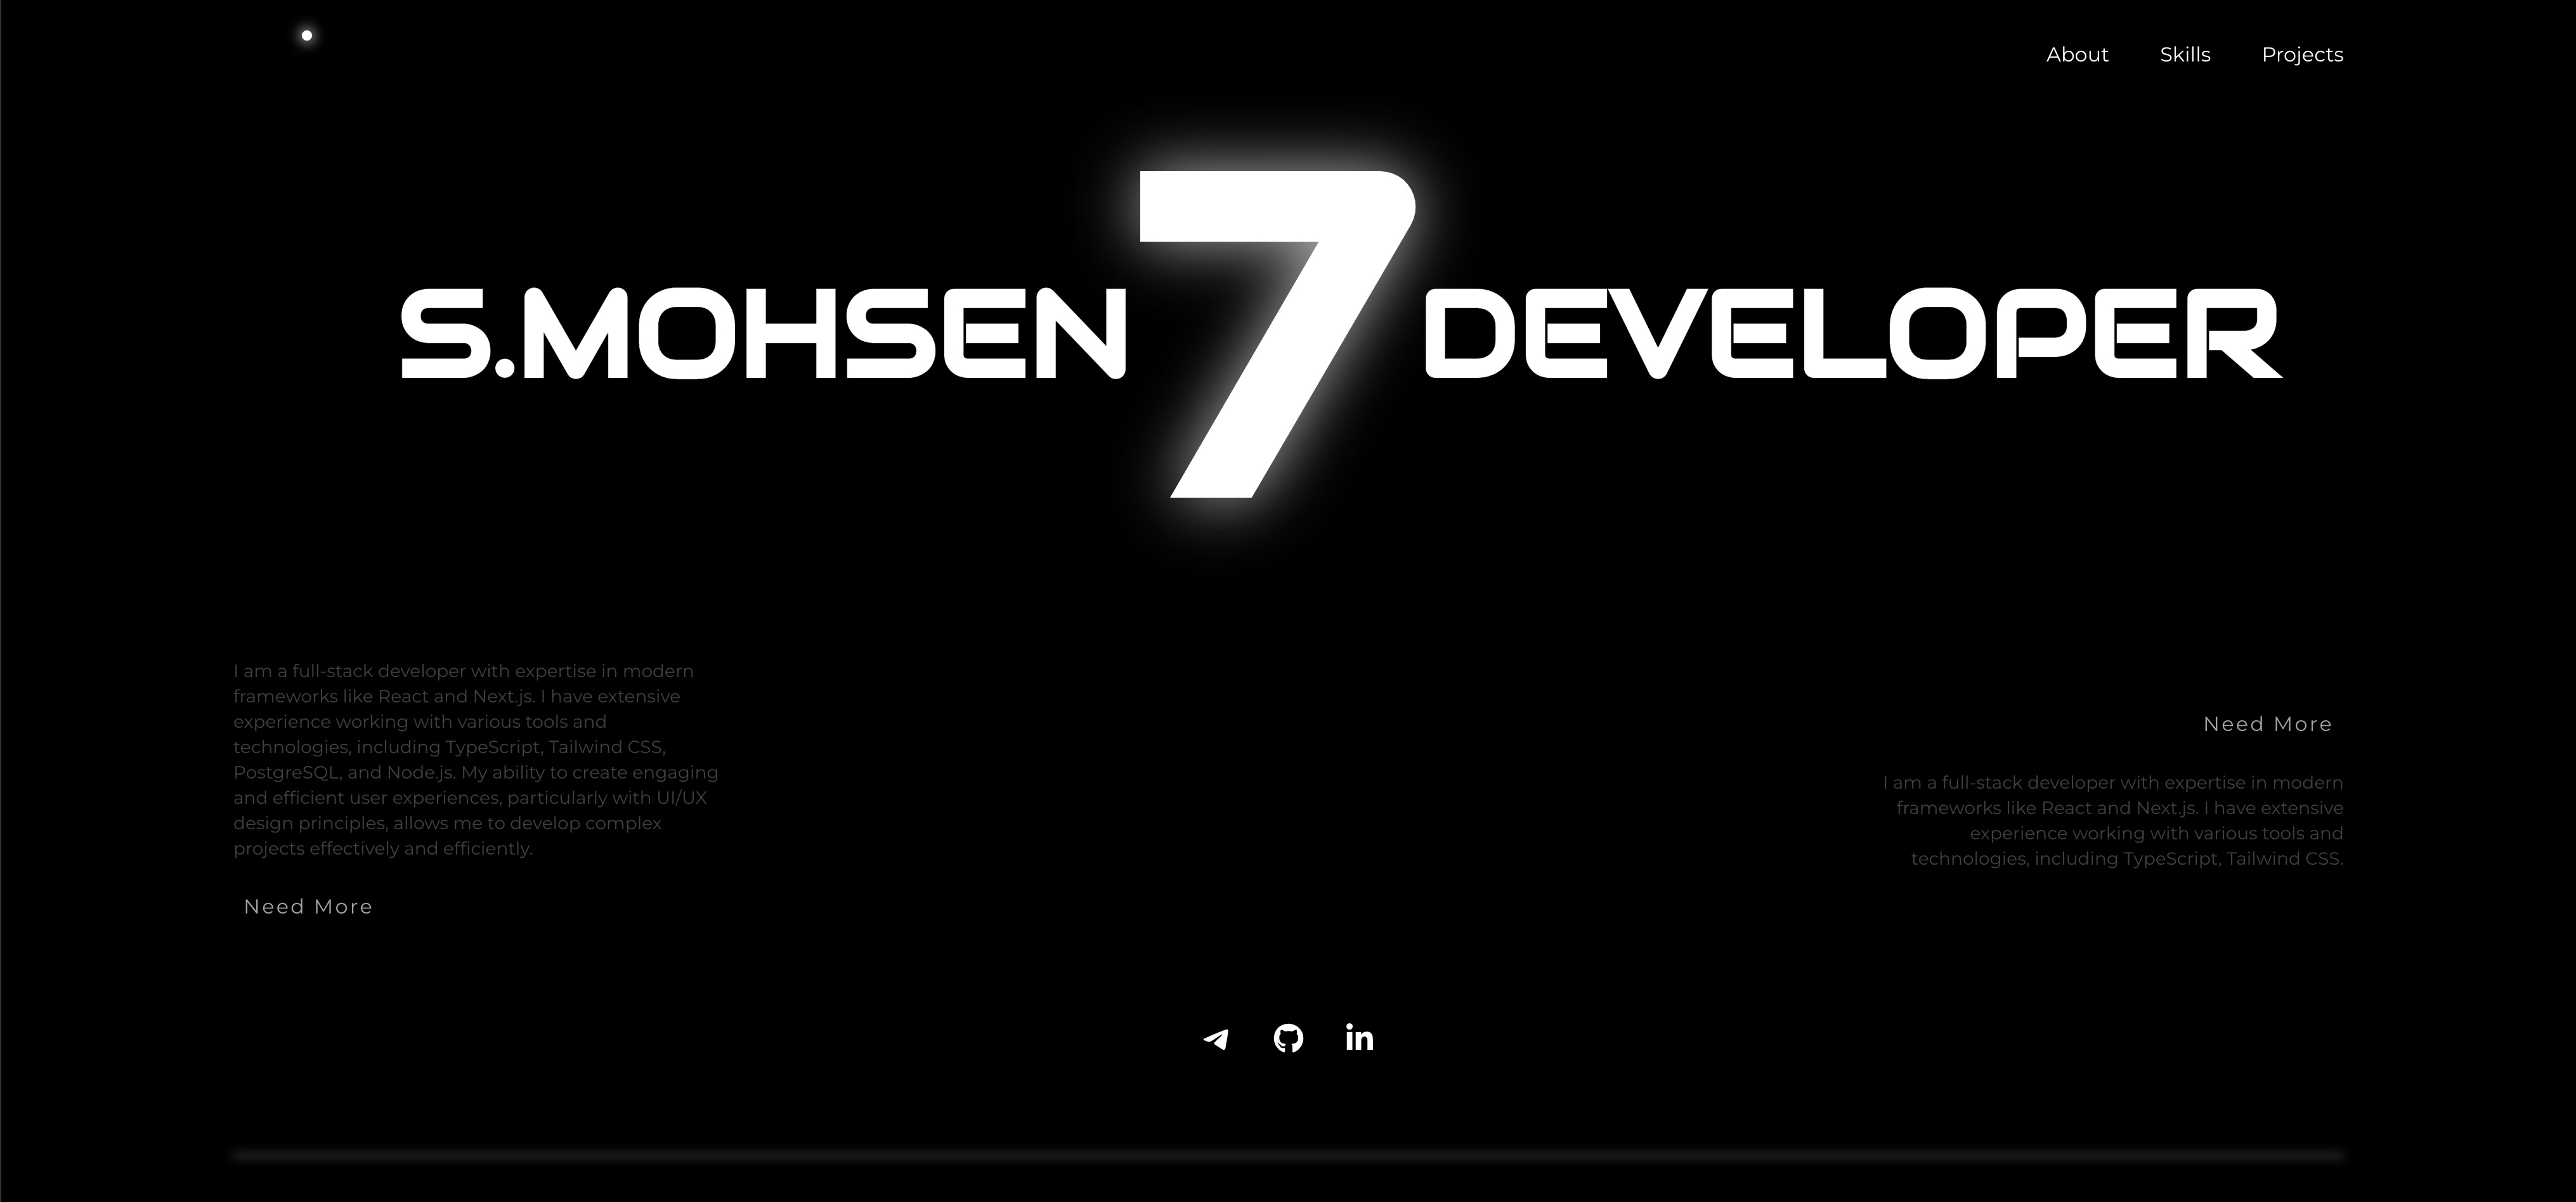 About Skills Projects
S.MOHSEN 7 DEVELOPER
I am a full-stack developer with expertise in modern
frameworks like React and Next.js. I have extensive
experience working with various tools and
technologies, including TypeScript, Tailwind CSS,
PostgreSQL, and Node.js. My ability to create engaging
and efficient user experiences, particularly with UI/UX
design principles, allows me to develop complex
projects effectively and efficiently.
Need More
Need More
I am a full-stack developer with expertise in modern
frameworks like React and Next.js. I have extensive
experience working with various tools and
technologies, including TypeScript, Tailwind CSS.
in